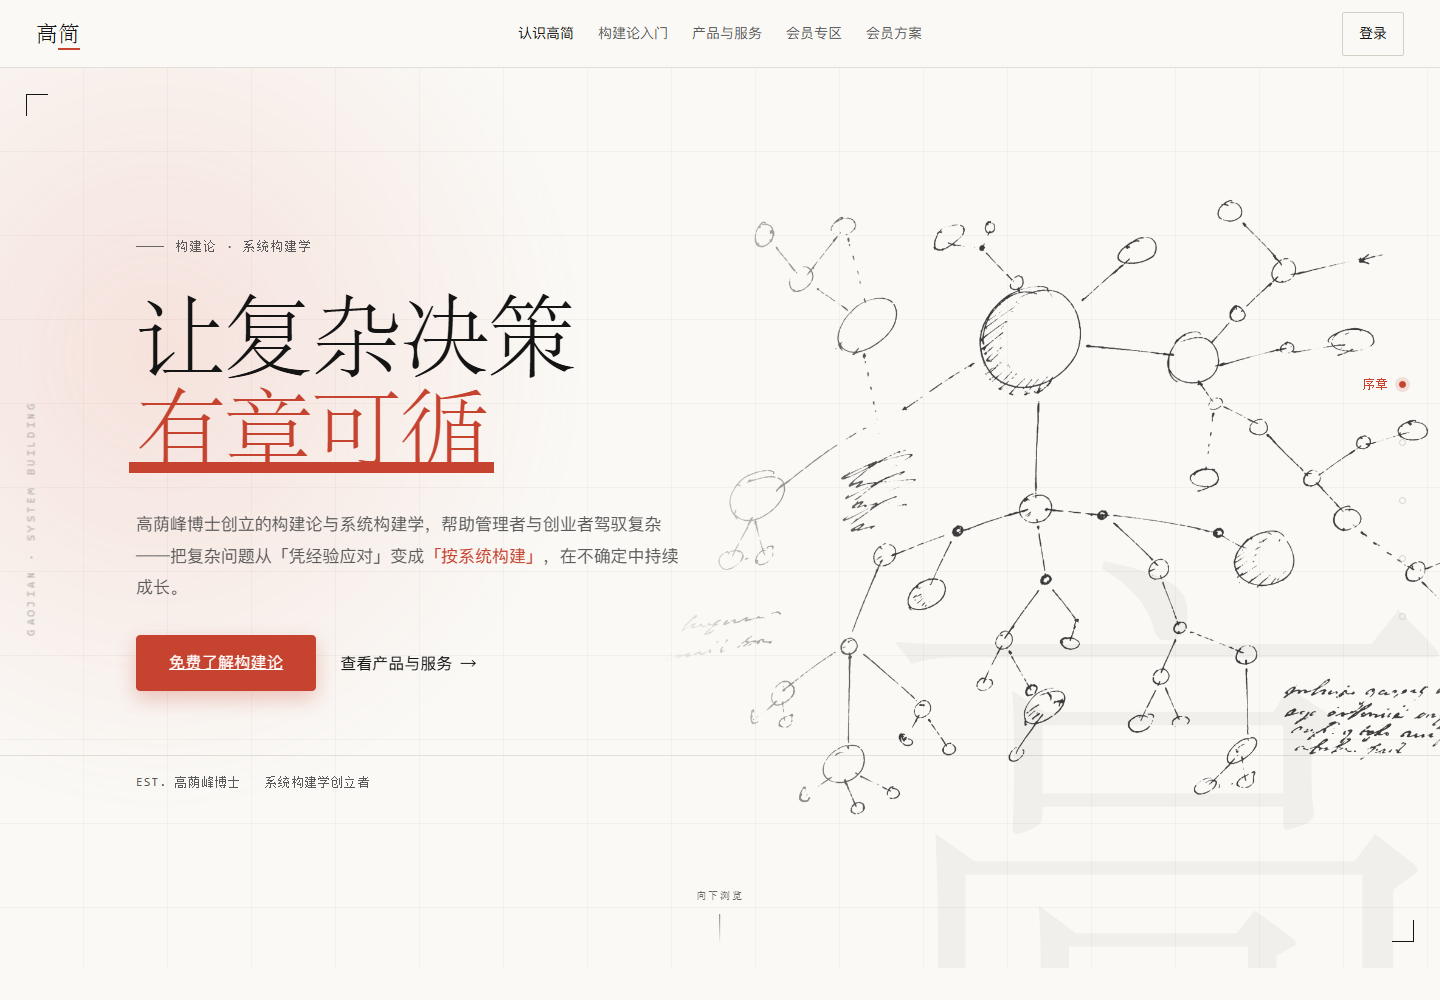 高简
认识高简 构建论入门 产品与服务 会员专区 会员方案
登录
构建论 · 系统构建学
让复杂决策
有章可循
高荫峰博士创立的构建论与系统构建学，帮助管理者与创业者驾驭复杂
——把复杂问题从「凭经验应对」变成「按系统构建」，在不确定中持续
成长。
免费了解构建论
查看产品与服务 →
EST. 高荫峰博士 系统构建学创立者
GAOJIAN · SYSTEM BUILDING
序章
向下浏览
高